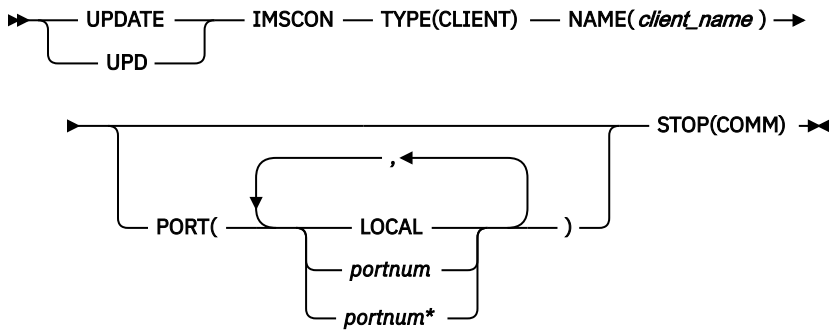 UPDATE IMSCON TYPE(CLIENT) NAME( client_name )
UPD
STOP(COMM)
,
PORT( LOCAL )
portnum
portnum*